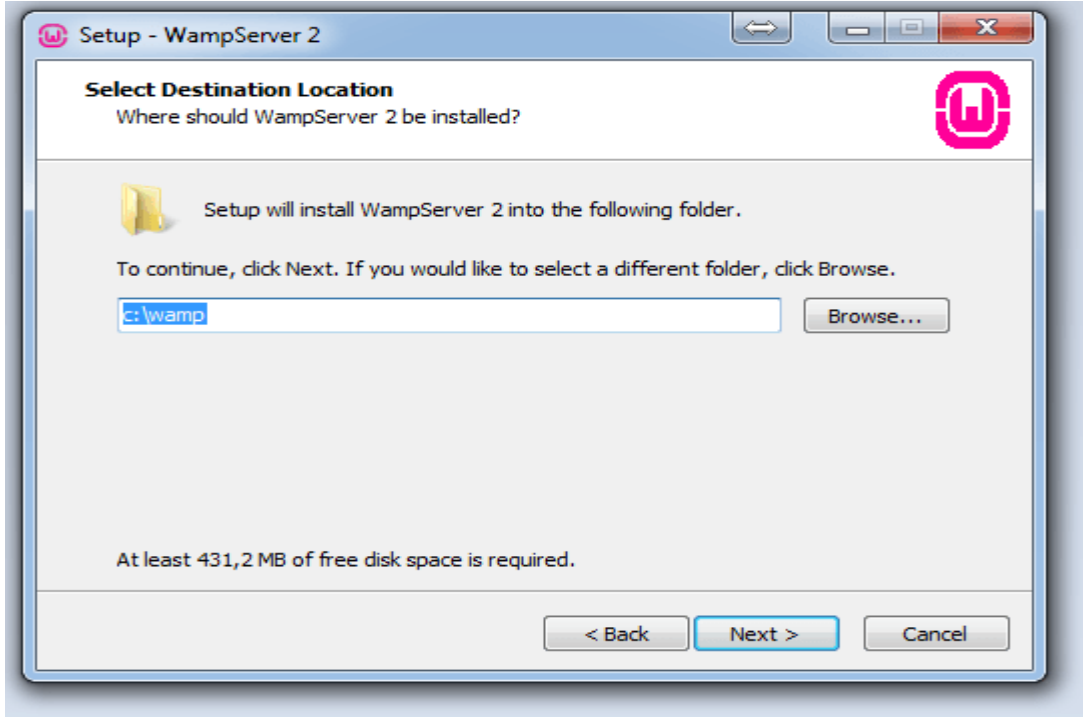 Setup - WampServer 2
Select Destination Location
Where should WampServer 2 be installed?
Setup will install WampServer 2 into the following folder.
To continue, click Next. If you would like to select a different folder, click Browse.
c:\wamp
Browse...
At least 431,2 MB of free disk space is required.
< Back
Next >
Cancel